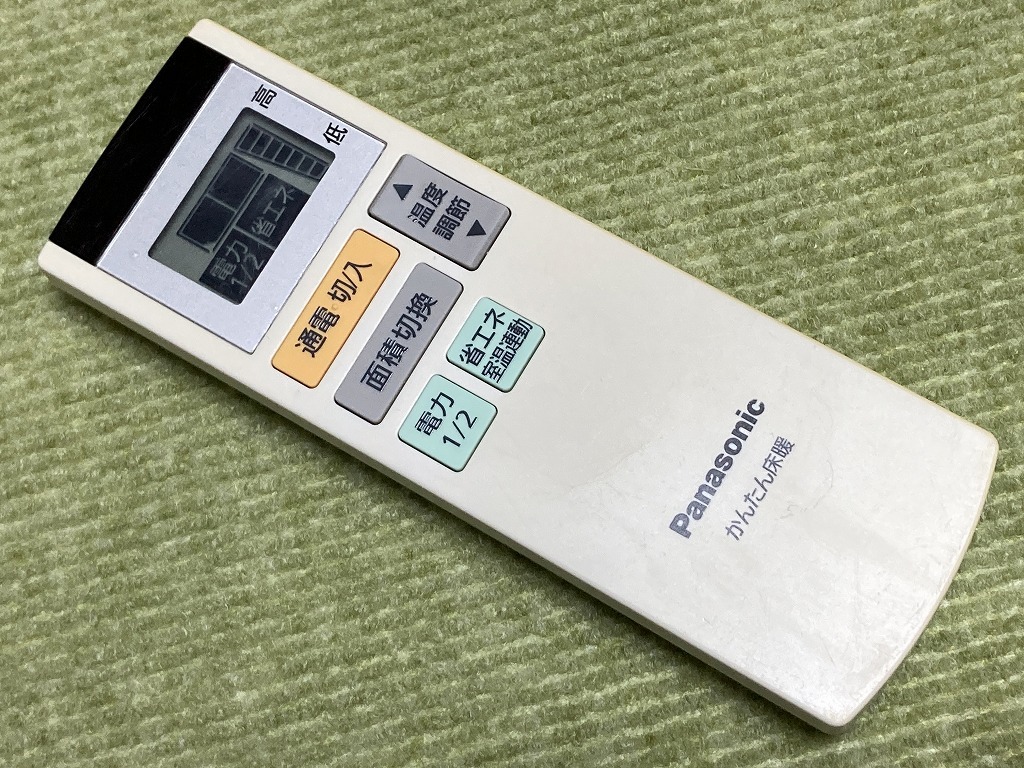 高
低
電力
1/2
省エネ
通電 切/入
温度
調節
面積切換
電力
1/2
省エネ
室温連動
Panasonic
かんたん床暖